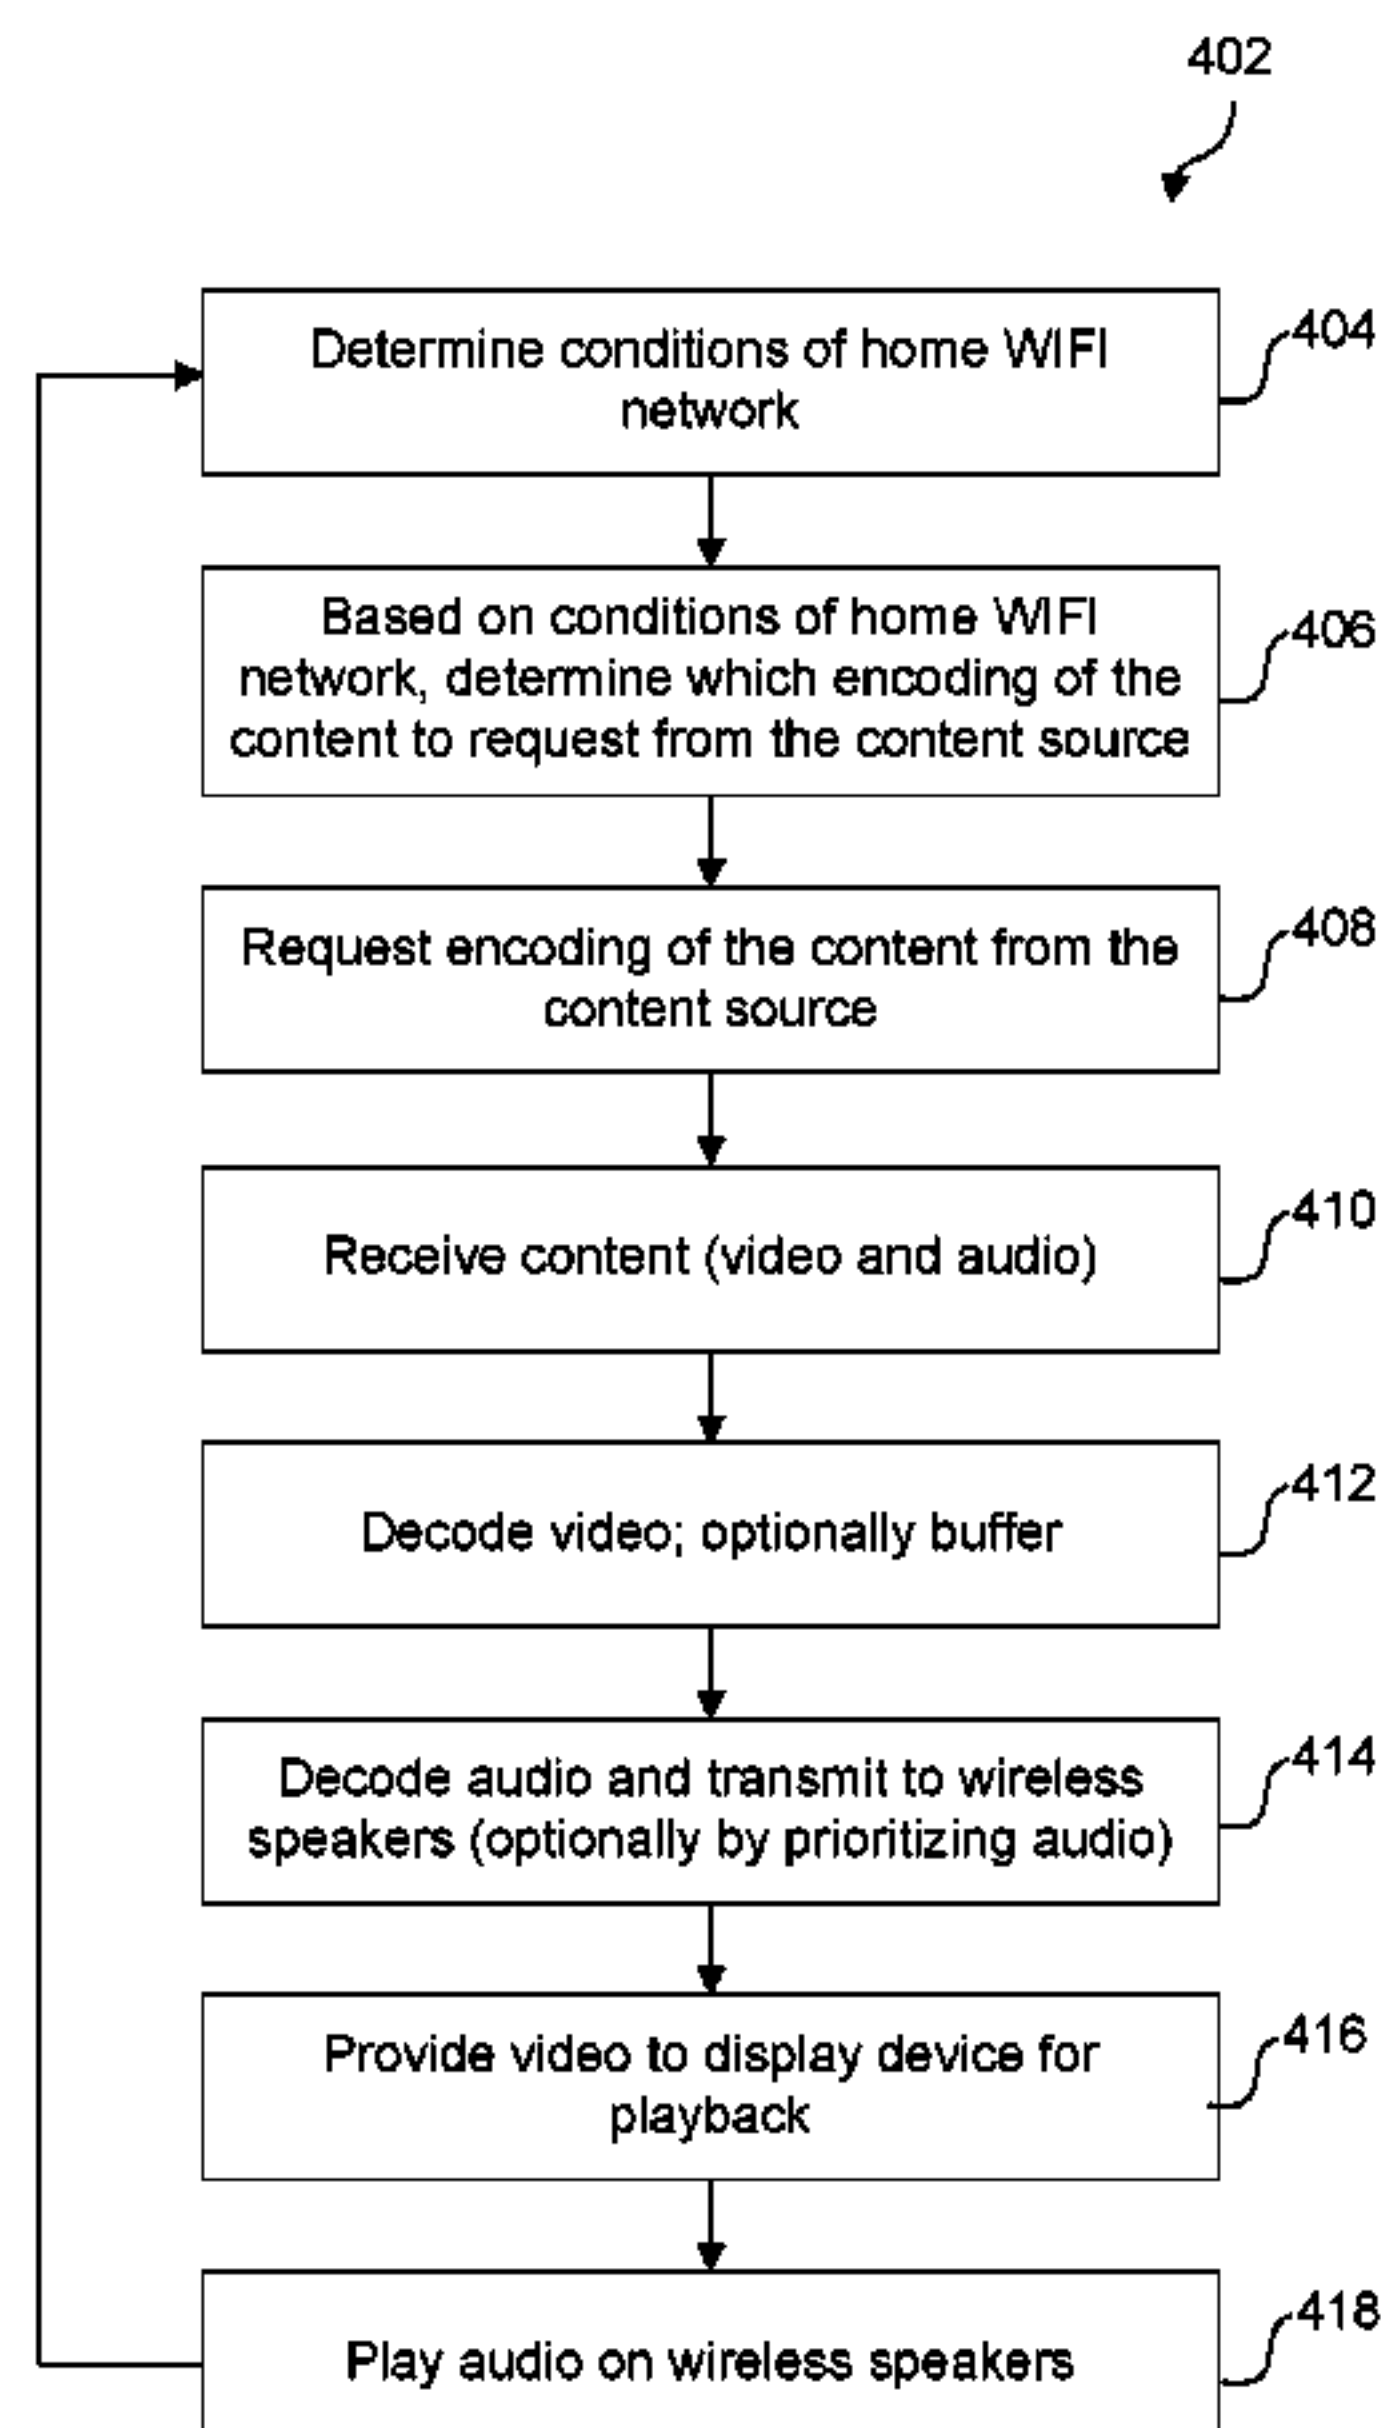 402
Determine conditions of home WIFI
network
404
Based on conditions of home WIFI
network, determine which encoding of the
content to request from the content source
406
Request encoding of the content from the
content source
408
Receive content (video and audio)
410
Decode video; optionally buffer
412
Decode audio and transmit to wireless
speakers (optionally by prioritizing audio)
414
Provide video to display device for
playback
416
Play audio on wireless speakers
418